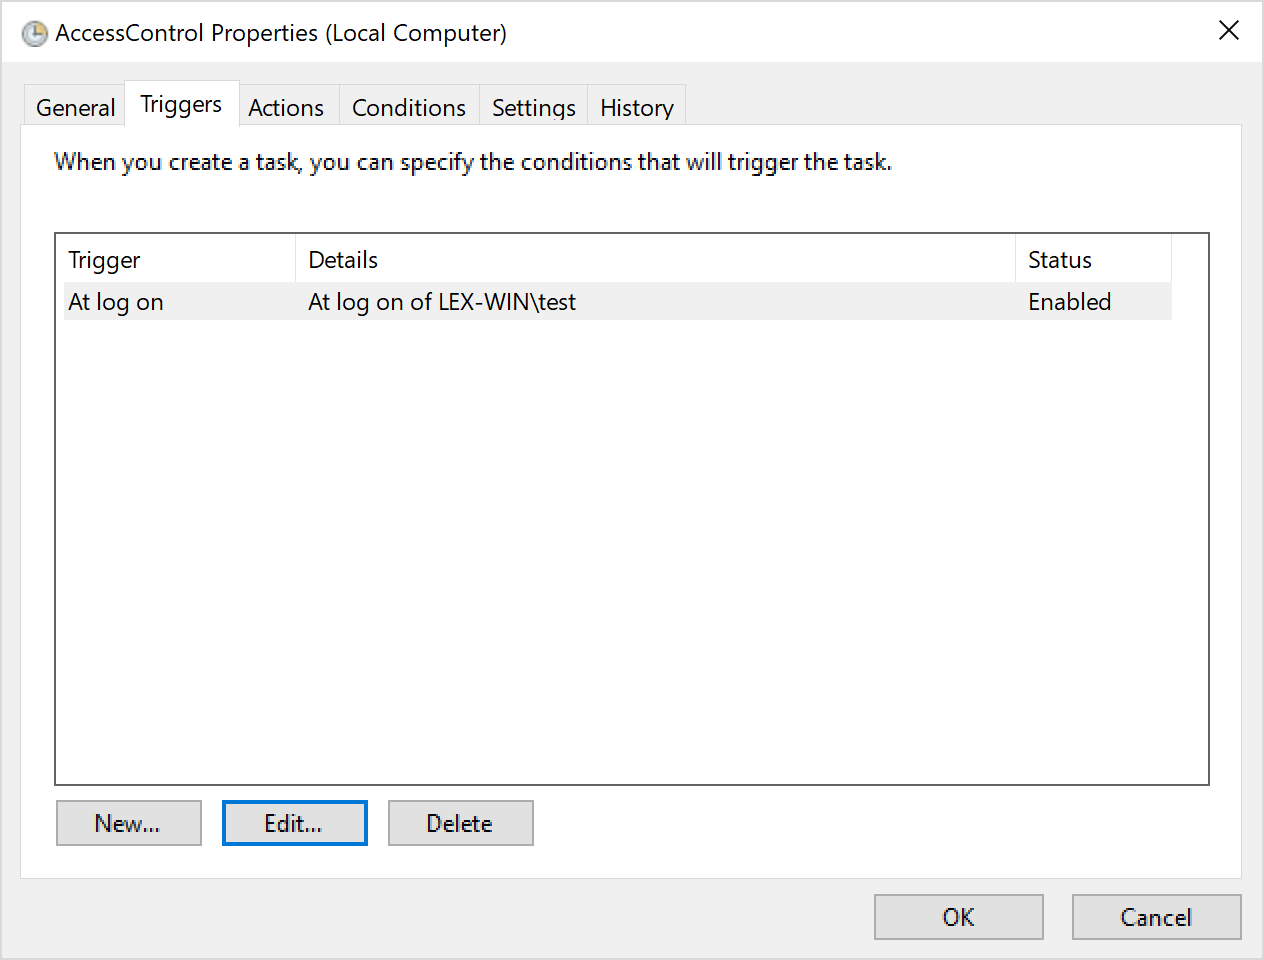 AccessControl Properties (Local Computer)
General Triggers Actions Conditions Settings History
When you create a task, you can specify the conditions that will trigger the task.
Trigger Details Status
At log on At log on of LEX-WIN\test Enabled
New... Edit... Delete
OK Cancel